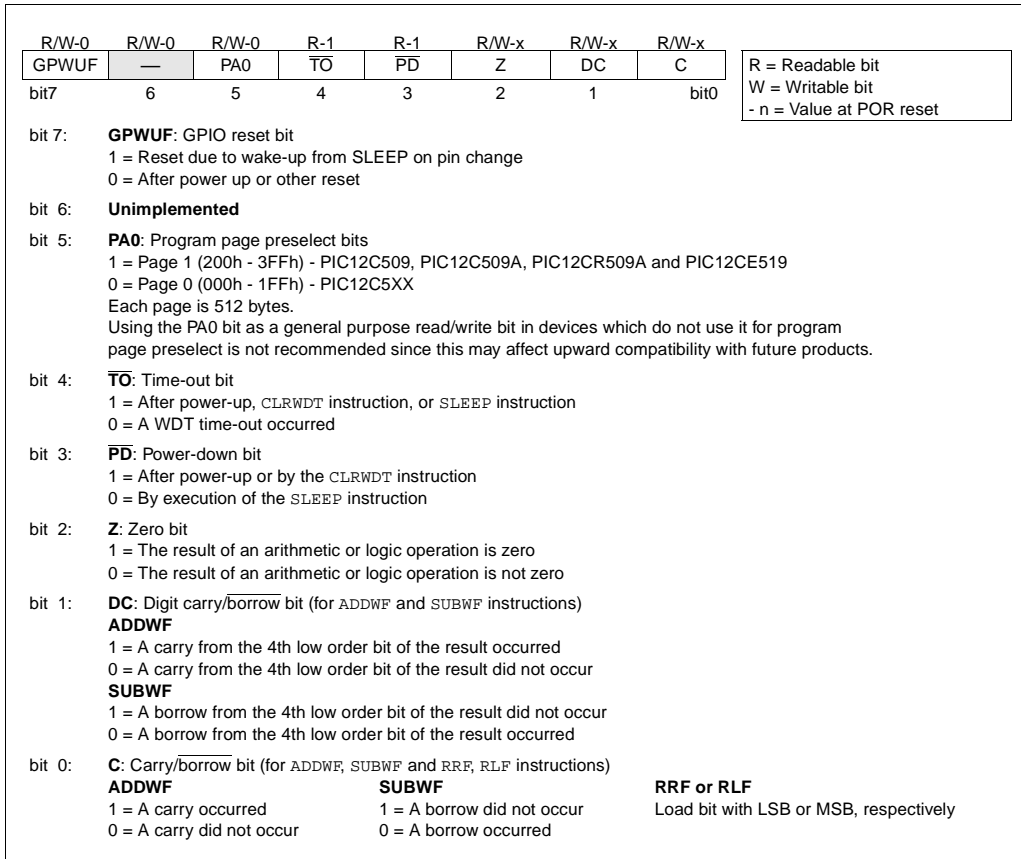 R/W-0 R/W-0 R/W-0 R-1 R-1 R/W-x R/W-x R/W-x
GPWUF — PA0 T̅O̅ P̅D̅ Z DC C
bit7 6 5 4 3 2 1 bit0
R = Readable bit
W = Writable bit
- n = Value at POR reset
bit 7: GPWUF: GPIO reset bit
1 = Reset due to wake-up from SLEEP on pin change
0 = After power up or other reset
bit 6: Unimplemented
bit 5: PA0: Program page preselect bits
1 = Page 1 (200h - 3FFh) - PIC12C509, PIC12C509A, PIC12CR509A and PIC12CE519
0 = Page 0 (000h - 1FFh) - PIC12C5XX
Each page is 512 bytes.
Using the PA0 bit as a general purpose read/write bit in devices which do not use it for program
page preselect is not recommended since this may affect upward compatibility with future products.
bit 4: T̅O̅: Time-out bit
1 = After power-up, CLRWDT instruction, or SLEEP instruction
0 = A WDT time-out occurred
bit 3: P̅D̅: Power-down bit
1 = After power-up or by the CLRWDT instruction
0 = By execution of the SLEEP instruction
bit 2: Z: Zero bit
1 = The result of an arithmetic or logic operation is zero
0 = The result of an arithmetic or logic operation is not zero
bit 1: DC: Digit carry/b̅o̅r̅r̅o̅w̅ bit (for ADDWF and SUBWF instructions)
ADDWF
1 = A carry from the 4th low order bit of the result occurred
0 = A carry from the 4th low order bit of the result did not occur
SUBWF
1 = A borrow from the 4th low order bit of the result did not occur
0 = A borrow from the 4th low order bit of the result occurred
bit 0: C: Carry/b̅o̅r̅r̅o̅w̅ bit (for ADDWF, SUBWF and RRF, RLF instructions)
ADDWF SUBWF RRF or RLF
1 = A carry occurred 1 = A borrow did not occur Load bit with LSB or MSB, respectively
0 = A carry did not occur 0 = A borrow occurred